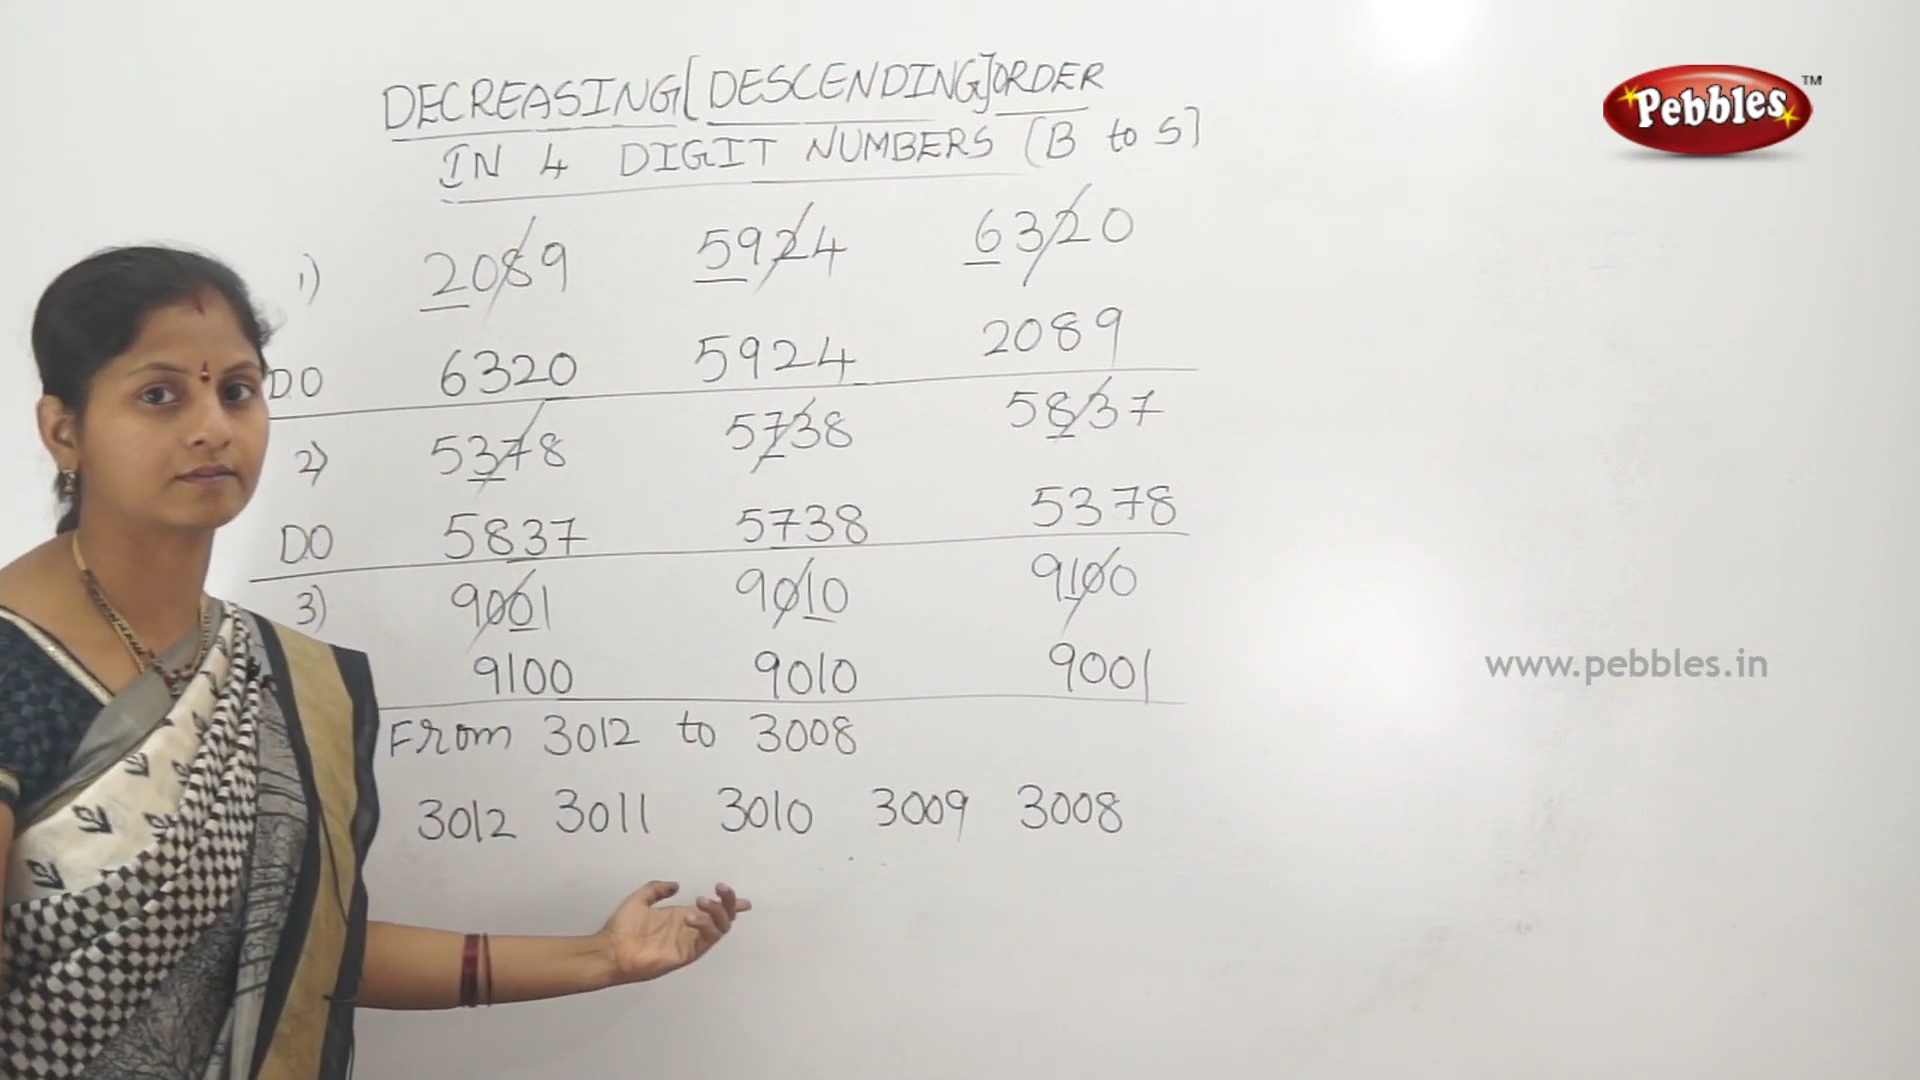 DECREASING[DESCENDING]ORDER
IN 4 DIGIT NUMBERS (B to S]
1) 2089 5924 6320
DO 6320 5924 2089
2) 5378 5738 5837
DO 5837 5738 5378
3) 9001 9010 9100
9100 9010 9001
From 3012 to 3008
3012 3011 3010 3009 3008
Pebbles™
www.pebbles.in